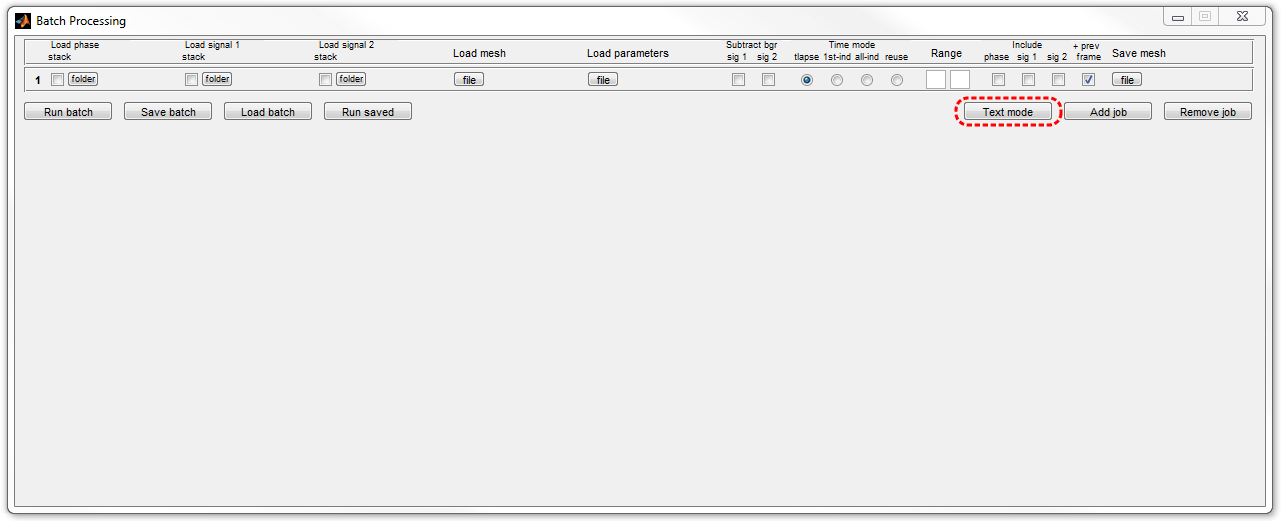 Batch Processing
Load phase Load signal 1 Load signal 2 Subtract bgr Time mode Include + prev
stack stack stack Load mesh Load parameters sig 1 sig 2 tlapse 1st-ind all-ind reuse Range phase sig 1 sig 2 frame Save mesh
1 folder folder folder file file file
Run batch Save batch Load batch Run saved Text mode Add job Remove job